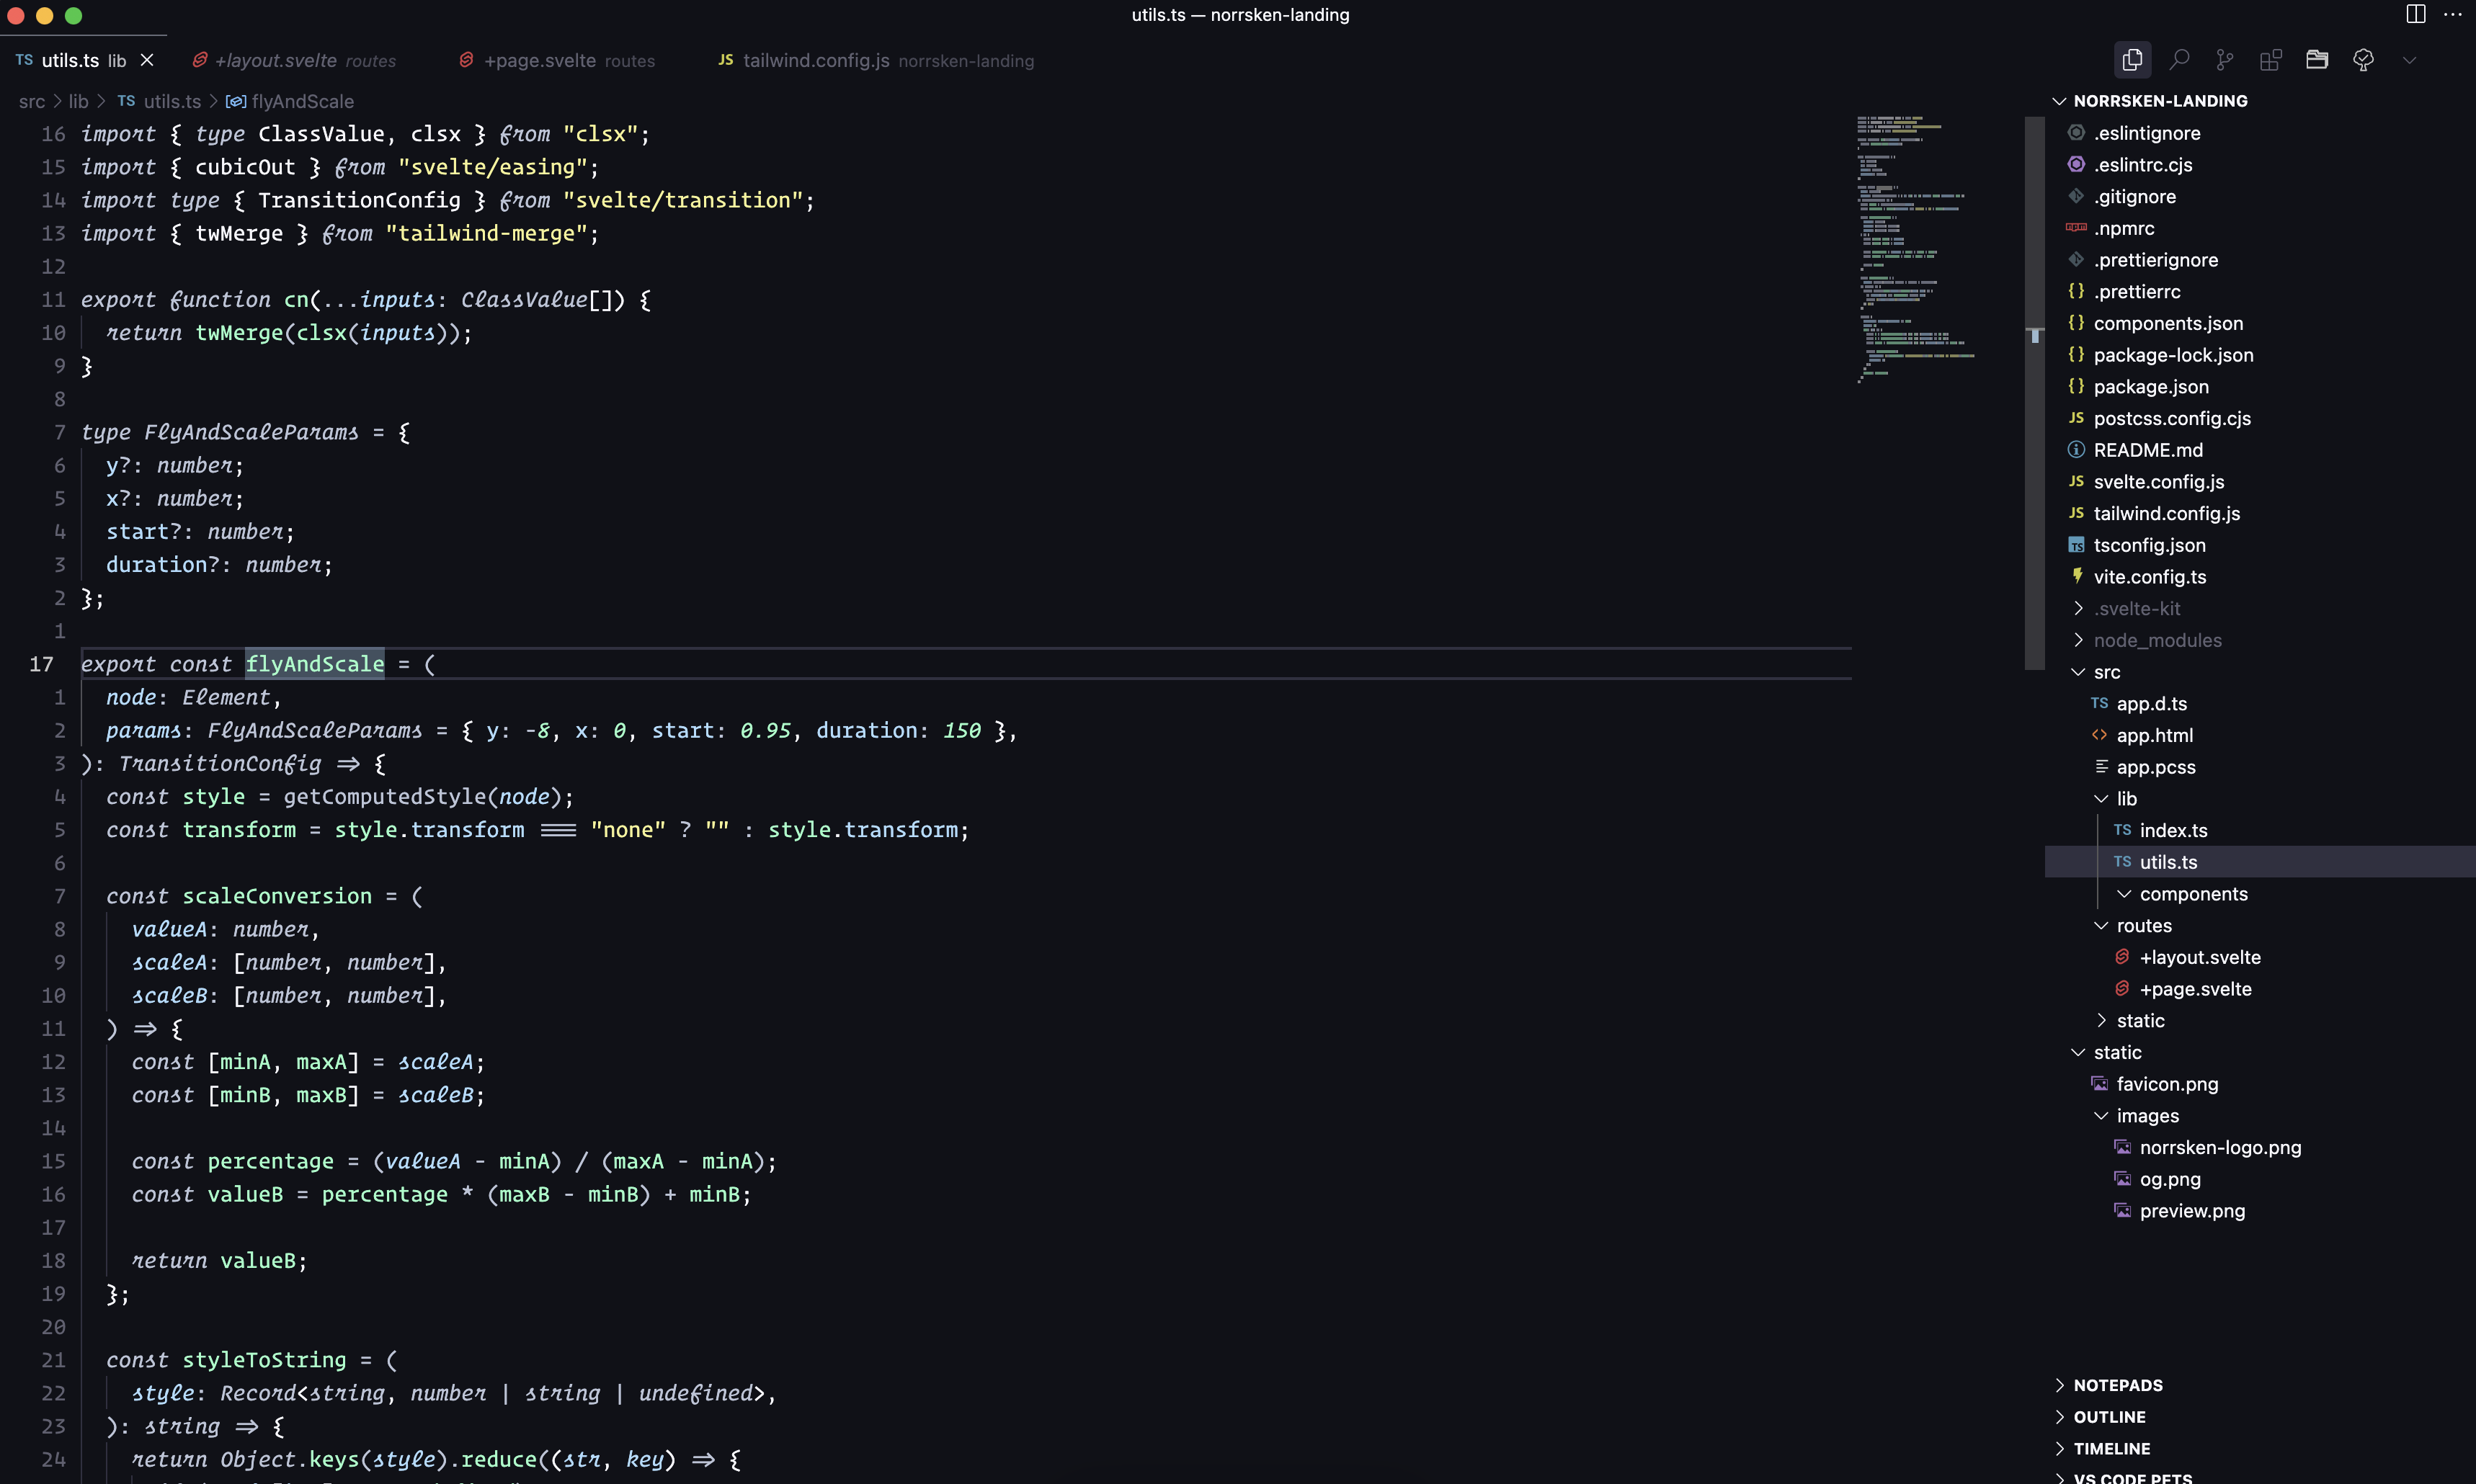 utils.ts — norrsken-landing
TS utils.ts lib
+layout.svelte routes
+page.svelte routes
JS tailwind.config.js norrsken-landing
src > lib > TS utils.ts > flyAndScale
16 import { type ClassValue, clsx } from "clsx";
15 import { cubicOut } from "svelte/easing";
14 import type { TransitionConfig } from "svelte/transition";
13 import { twMerge } from "tailwind-merge";
12
11 export function cn(...inputs: ClassValue[]) {
10   return twMerge(clsx(inputs));
9 }
8
7 type FlyAndScaleParams = {
6   y?: number;
5   x?: number;
4   start?: number;
3   duration?: number;
2 };
1
17 export const flyAndScale = (
1   node: Element,
2   params: FlyAndScaleParams = { y: -8, x: 0, start: 0.95, duration: 150 },
3 ): TransitionConfig => {
4   const style = getComputedStyle(node);
5   const transform = style.transform === "none" ? "" : style.transform;
6
7   const scaleConversion = (
8     valueA: number,
9     scaleA: [number, number],
10     scaleB: [number, number],
11   ) => {
12     const [minA, maxA] = scaleA;
13     const [minB, maxB] = scaleB;
14
15     const percentage = (valueA - minA) / (maxA - minA);
16     const valueB = percentage * (maxB - minB) + minB;
17
18     return valueB;
19   };
20
21   const styleToString = (
22     style: Record<string, number | string | undefined>,
23   ): string => {
24     return Object.keys(style).reduce((str, key) => {
NORRSKEN-LANDING
.eslintignore
.eslintrc.cjs
.gitignore
.npmrc
.prettierignore
{} .prettierrc
{} components.json
{} package-lock.json
{} package.json
JS postcss.config.cjs
README.md
JS svelte.config.js
JS tailwind.config.js
TS tsconfig.json
vite.config.ts
> .svelte-kit
> node_modules
src
TS app.d.ts
<> app.html
app.pcss
lib
TS index.ts
TS utils.ts
components
routes
+layout.svelte
+page.svelte
> static
static
favicon.png
images
norrsken-logo.png
og.png
preview.png
> NOTEPADS
> OUTLINE
> TIMELINE
> VS CODE PETS